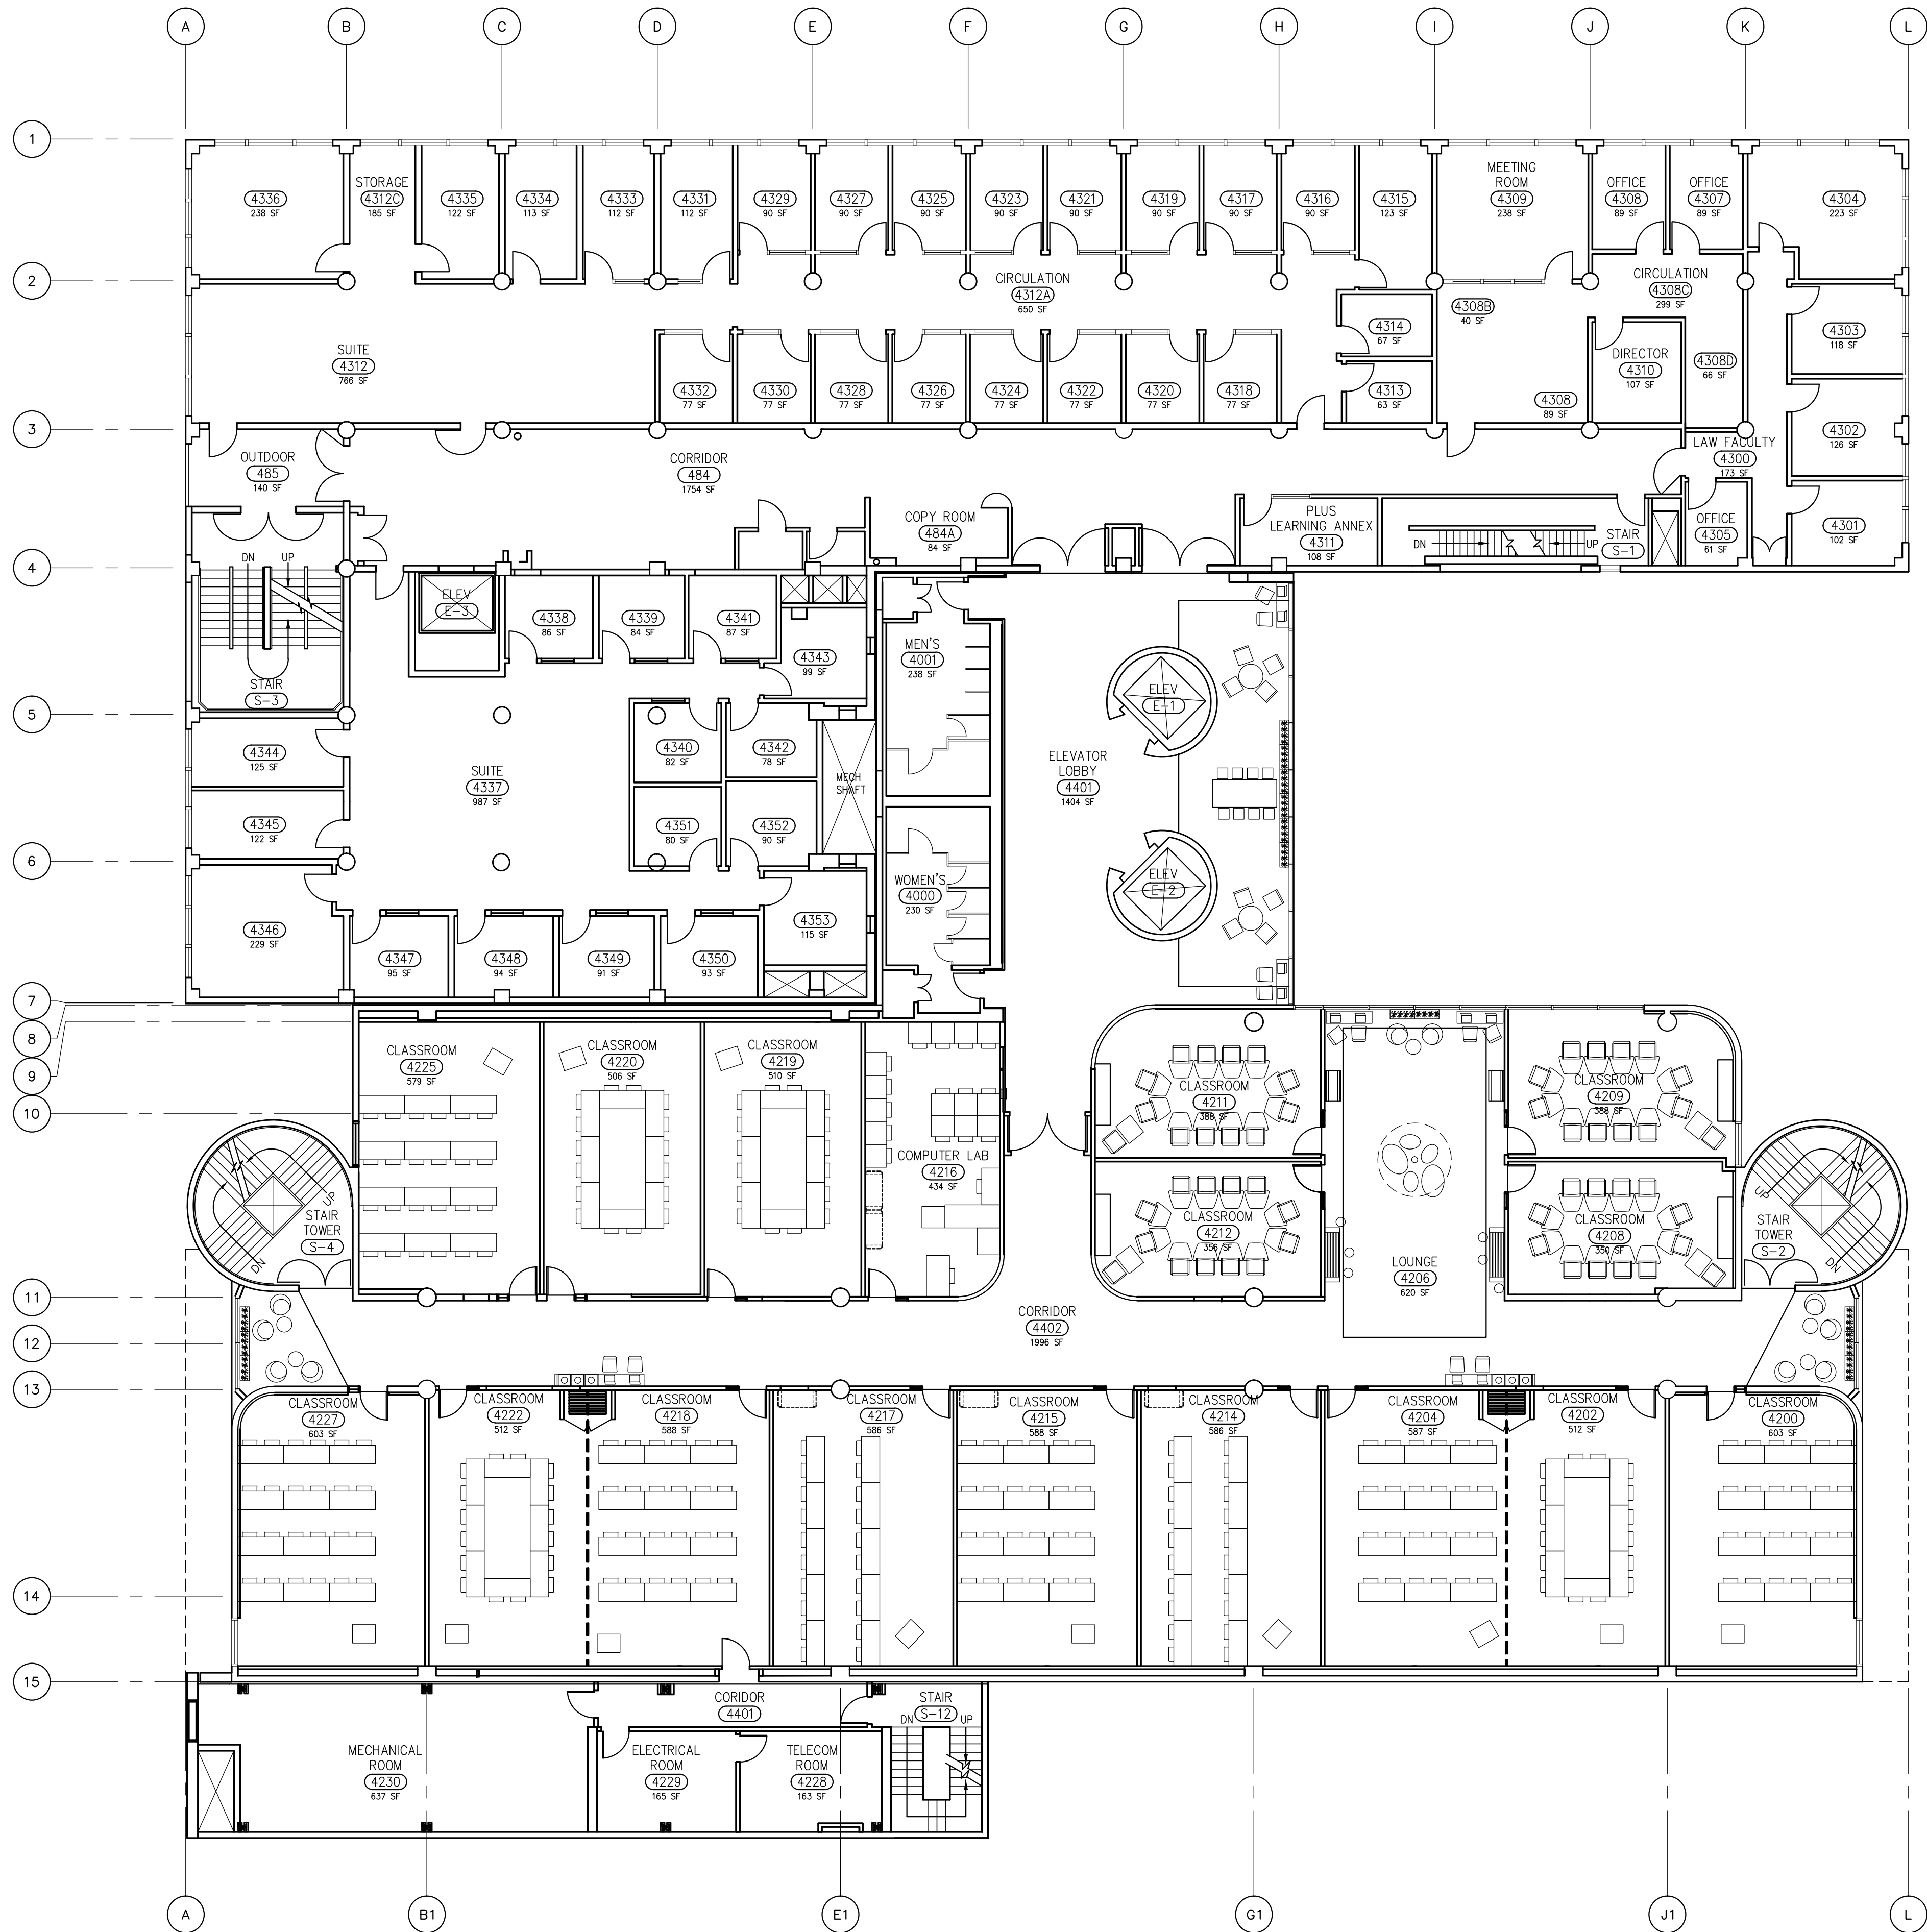 A
B
C
D
E
F
G
H
I
J
K
L
1
4336
238 SF
STORAGE
4312C
185 SF
4335
122 SF
4334
113 SF
4333
112 SF
4331
112 SF
4329
90 SF
4327
90 SF
4325
90 SF
4323
90 SF
4321
90 SF
4319
90 SF
4317
90 SF
4316
90 SF
4315
123 SF
MEETING
ROOM
4309
238 SF
OFFICE
4308
89 SF
OFFICE
4307
89 SF
4304
223 SF
2
CIRCULATION
4312A
650 SF
CIRCULATION
4308C
299 SF
4308B
40 SF
4314
67 SF
4303
118 SF
SUITE
4312
766 SF
DIRECTOR
4310
107 SF
4308D
66 SF
4332
77 SF
4330
77 SF
4328
77 SF
4326
77 SF
4324
77 SF
4322
77 SF
4320
77 SF
4318
77 SF
4313
63 SF
4308
89 SF
3
4302
126 SF
OUTDOOR
485
140 SF
CORRIDOR
484
1754 SF
LAW FACULTY
4300
173 SF
COPY ROOM
484A
84 SF
PLUS
LEARNING ANNEX
4311
108 SF
DN
UP
STAIR
S-1
OFFICE
4305
61 SF
4301
102 SF
4
DN
UP
STAIR
S-3
ELEV
E-3
4338
86 SF
4339
84 SF
4341
87 SF
4343
99 SF
MEN'S
4001
238 SF
ELEV
E-1
5
4344
125 SF
SUITE
4337
987 SF
4340
82 SF
4342
78 SF
MECH
SHAFT
ELEVATOR
LOBBY
4401
1404 SF
4345
122 SF
4351
80 SF
4352
90 SF
6
WOMEN'S
4000
230 SF
ELEV
E-2
4346
229 SF
4347
95 SF
4348
94 SF
4349
91 SF
4350
93 SF
4353
115 SF
7
8
9
10
CLASSROOM
4225
579 SF
CLASSROOM
4220
506 SF
CLASSROOM
4219
510 SF
CLASSROOM
4211
388 SF
CLASSROOM
4209
388 SF
COMPUTER LAB
4216
434 SF
UP
STAIR
TOWER
S-4
DN
CLASSROOM
4212
356 SF
LOUNGE
4206
620 SF
CLASSROOM
4208
350 SF
UP
STAIR
TOWER
S-2
DN
11
CORRIDOR
4402
1996 SF
12
13
CLASSROOM
4227
603 SF
CLASSROOM
4222
512 SF
CLASSROOM
4218
588 SF
CLASSROOM
4217
586 SF
CLASSROOM
4215
588 SF
CLASSROOM
4214
586 SF
CLASSROOM
4204
587 SF
CLASSROOM
4202
512 SF
CLASSROOM
4200
603 SF
14
15
CORIDOR
4401
STAIR
S-12
DN
UP
MECHANICAL
ROOM
4230
637 SF
ELECTRICAL
ROOM
4229
165 SF
TELECOM
ROOM
4228
163 SF
A
B1
E1
G1
J1
L